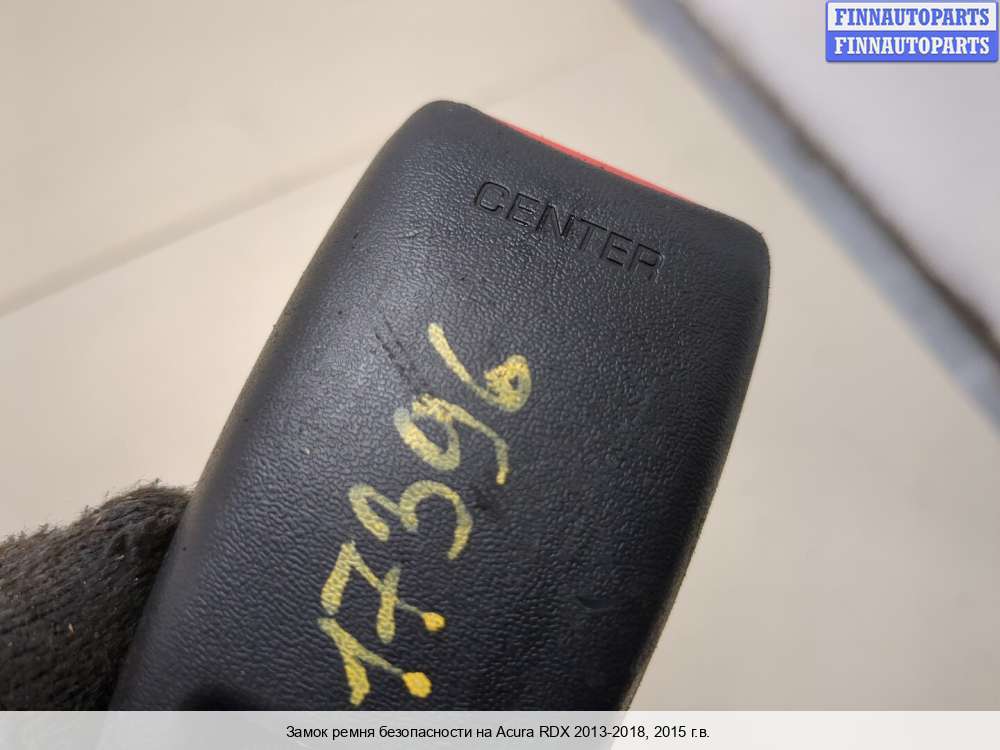 FINNAUTOPARTS
FINNAUTOPARTS
CENTER
17396
Замок ремня безопасности на Acura RDX 2013-2018, 2015 г.в.